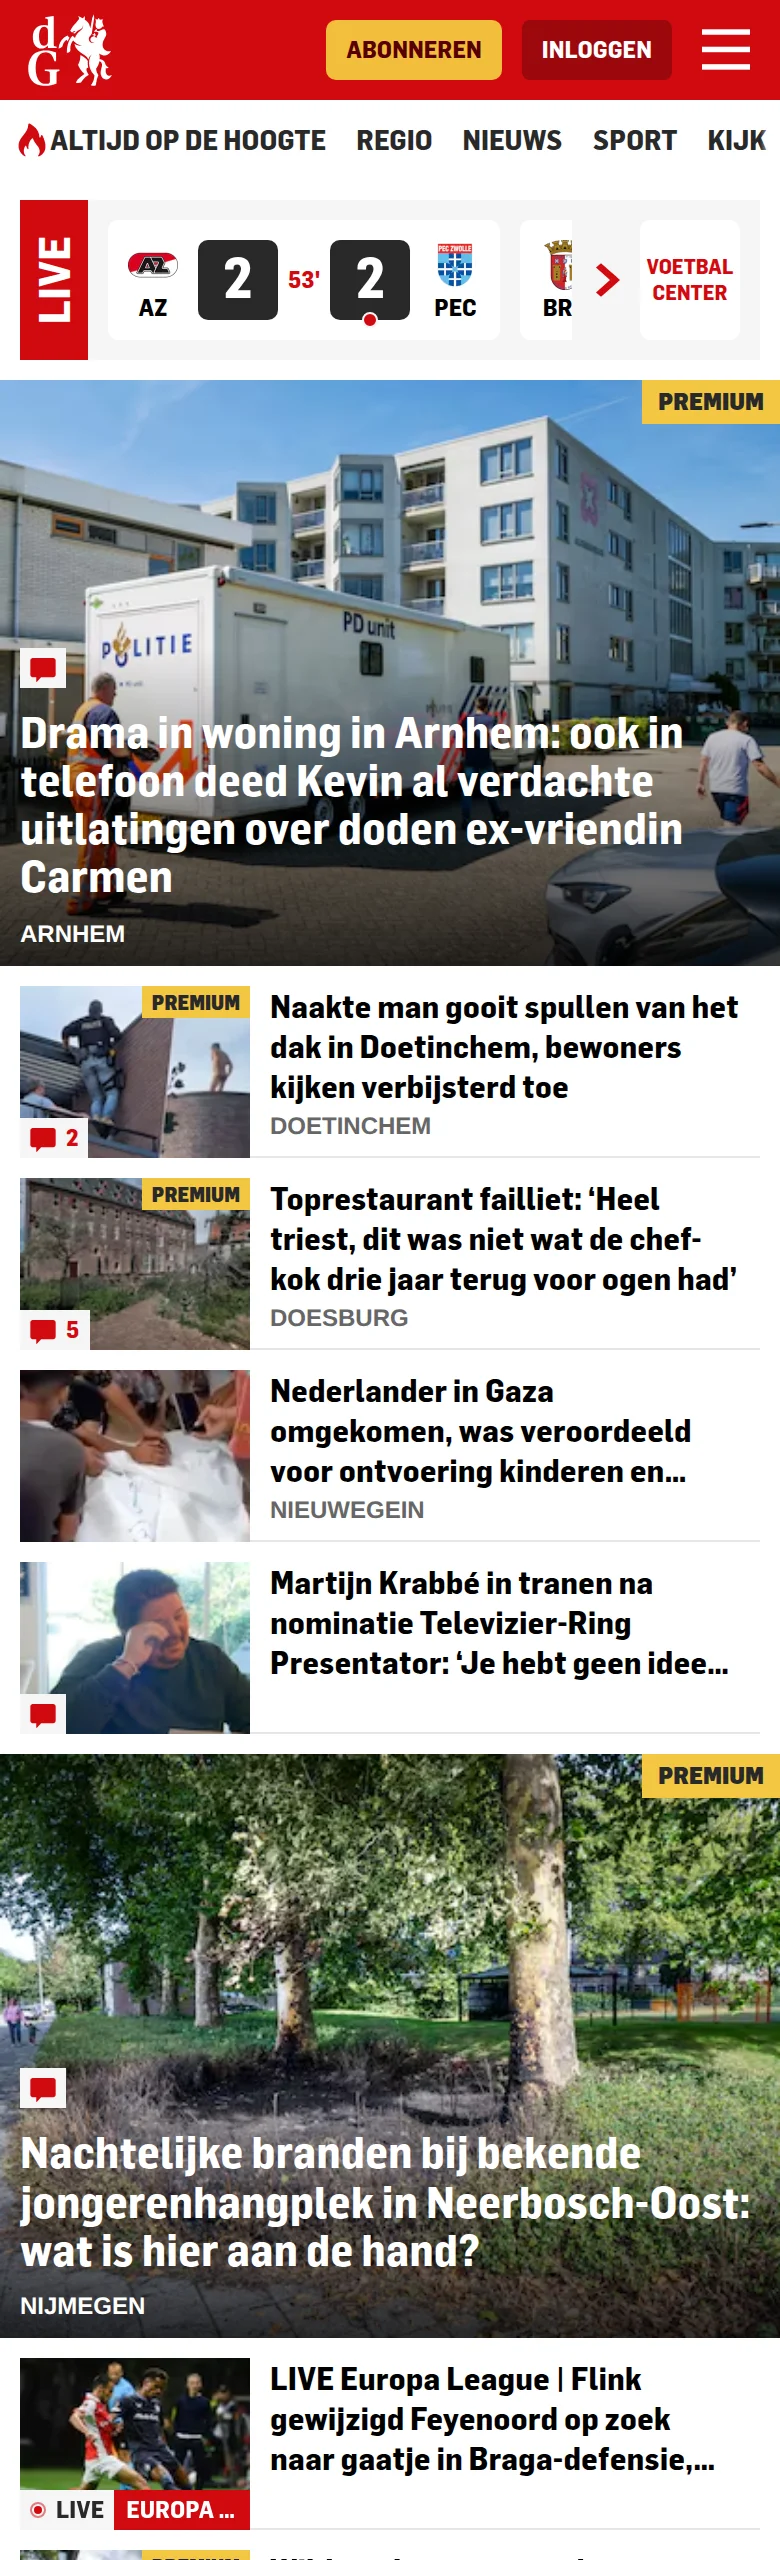 dG
ABONNEREN
INLOGGEN
ALTIJD OP DE HOOGTE REGIO NIEUWS SPORT KIJK
LIVE
AZ
AZ
2
53'
2
PEC ZWOLLE
PEC
BR
VOETBAL
CENTER
PREMIUM
POLITIE
PD unit
Drama in woning in Arnhem: ook in
telefoon deed Kevin al verdachte
uitlatingen over doden ex-vriendin
Carmen
ARNHEM
PREMIUM
2
Naakte man gooit spullen van het
dak in Doetinchem, bewoners
kijken verbijsterd toe
DOETINCHEM
PREMIUM
5
Toprestaurant failliet: ‘Heel
triest, dit was niet wat de chef-
kok drie jaar terug voor ogen had’
DOESBURG
Nederlander in Gaza
omgekomen, was veroordeeld
voor ontvoering kinderen en...
NIEUWEGEIN
Martijn Krabbé in tranen na
nominatie Televizier-Ring
Presentator: ‘Je hebt geen idee...
PREMIUM
Nachtelijke branden bij bekende
jongerenhangplek in Neerbosch-Oost:
wat is hier aan de hand?
NIJMEGEN
LIVE
EUROPA ...
LIVE Europa League | Flink
gewijzigd Feyenoord op zoek
naar gaatje in Braga-defensie,...